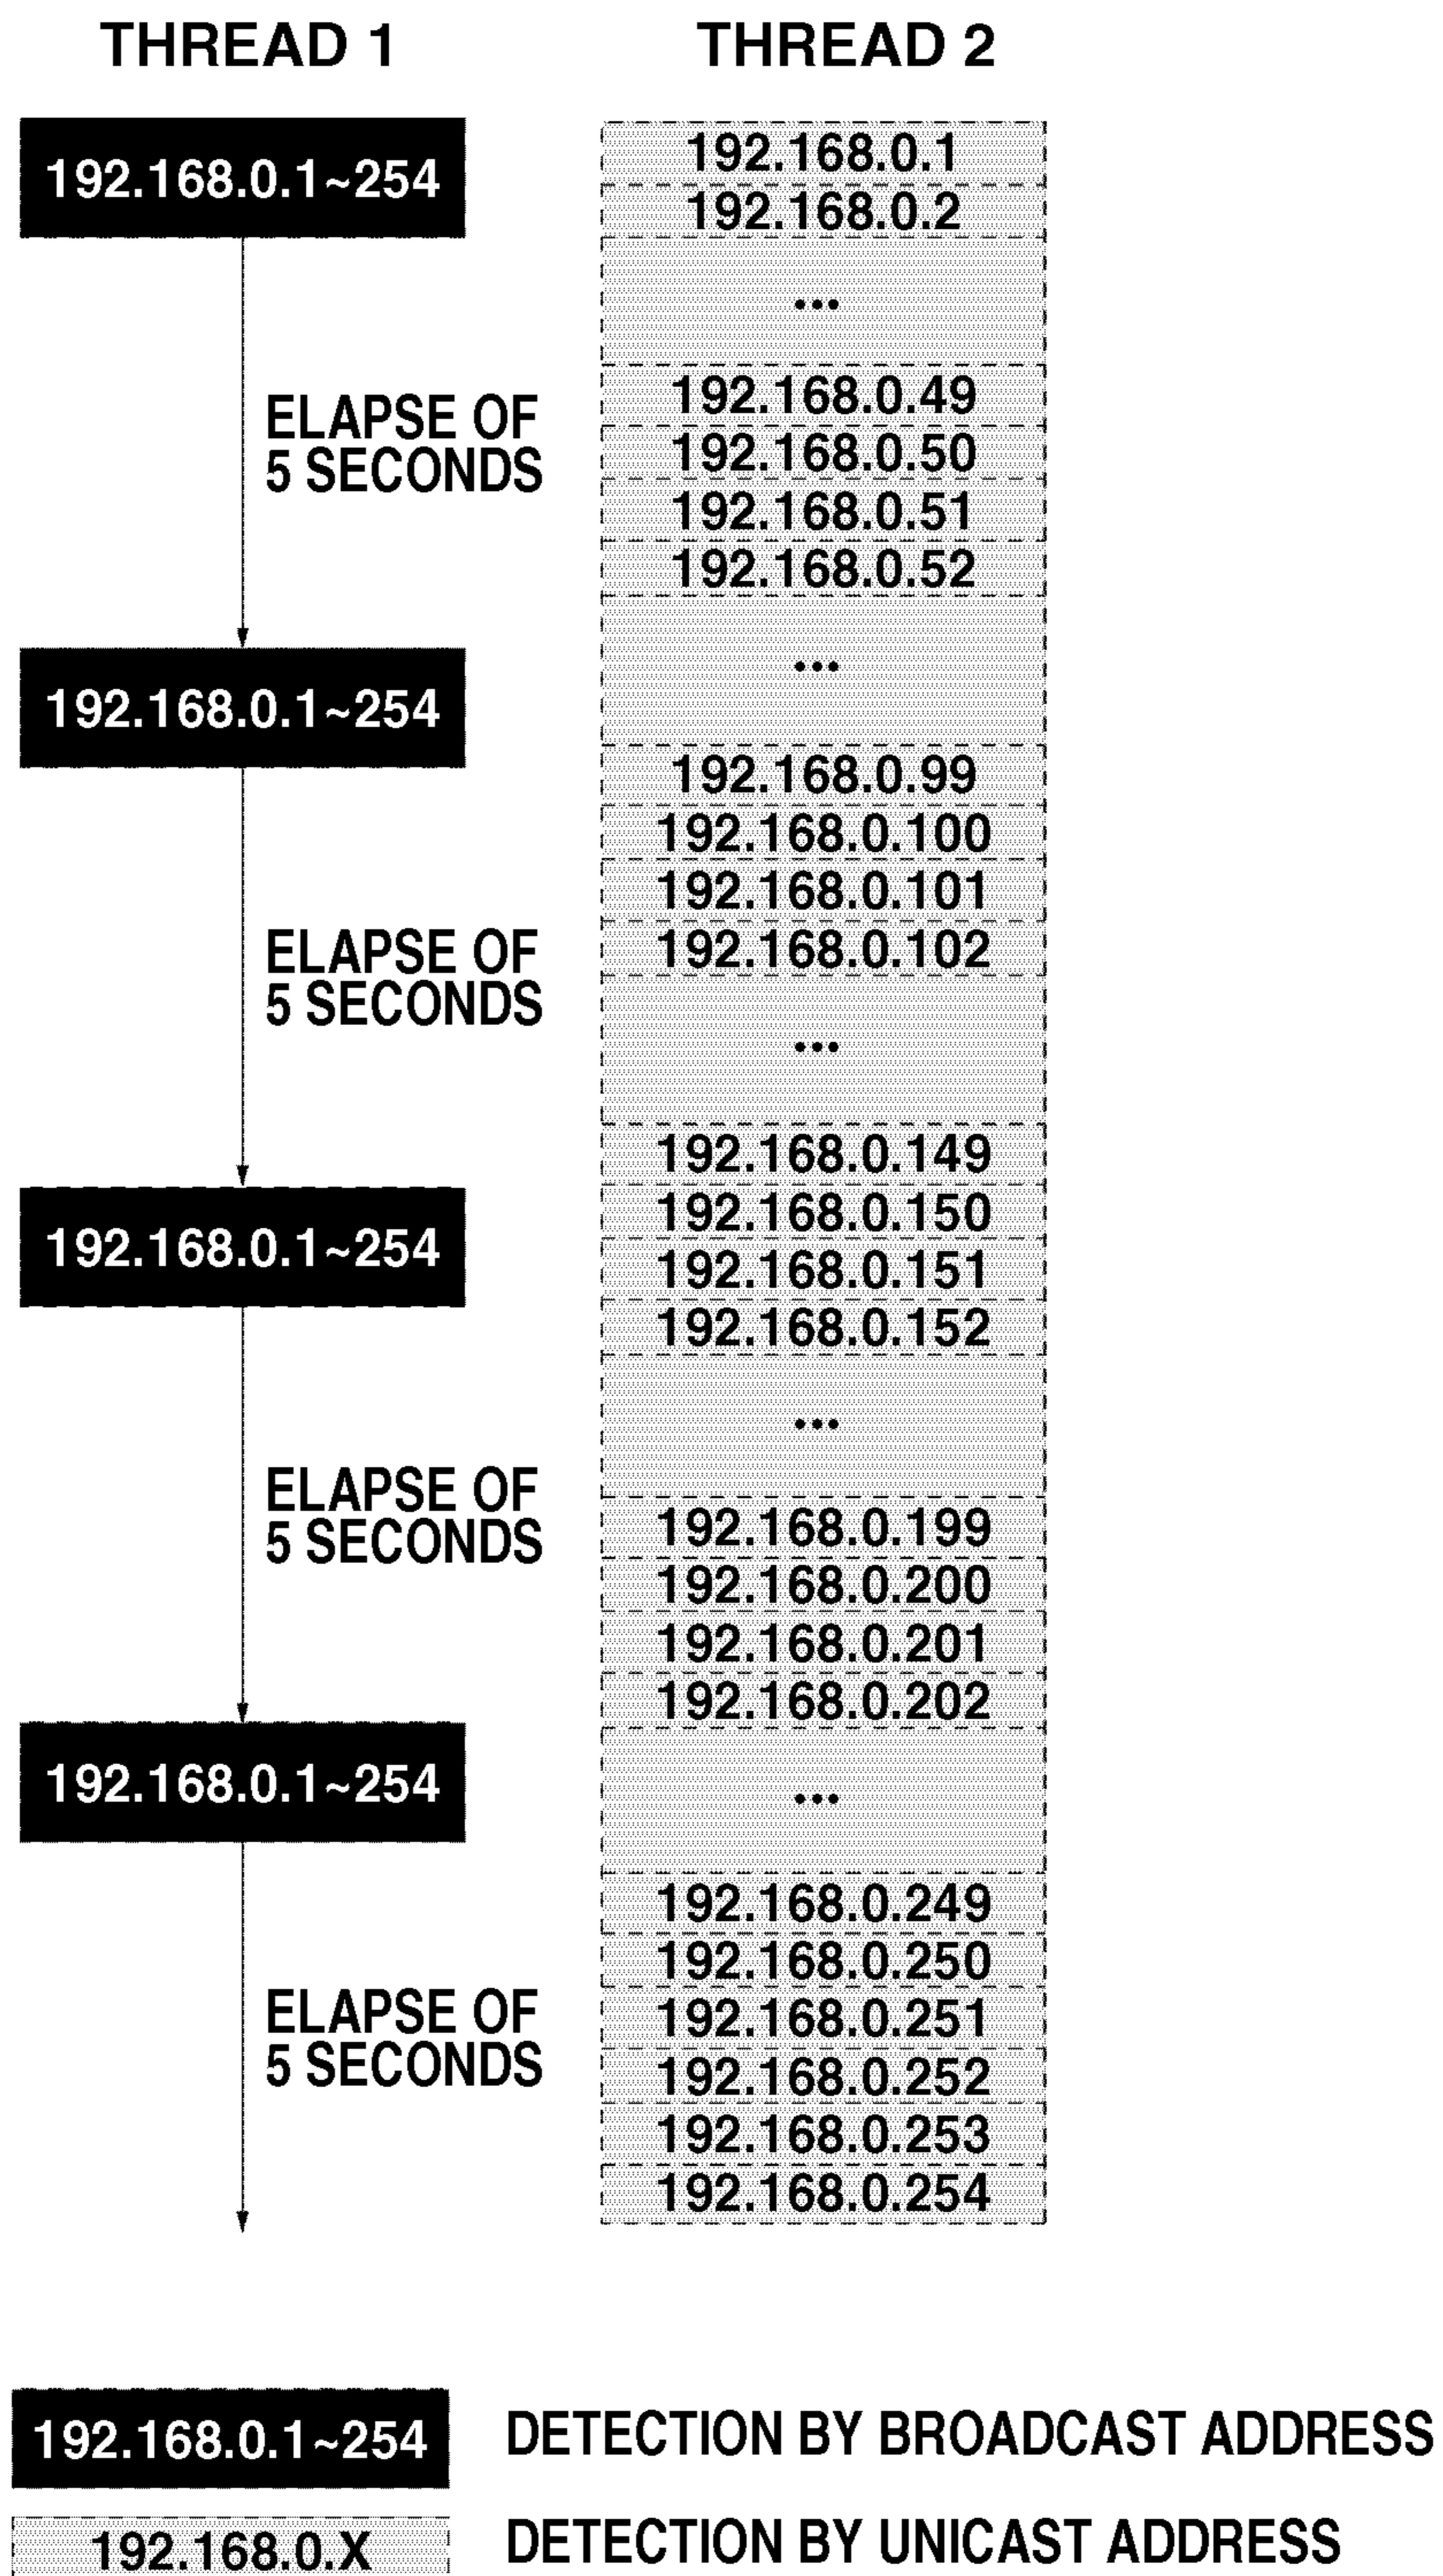 THREAD 1
192.168.0.1~254
ELAPSE OF
5 SECONDS
192.168.0.1~254
ELAPSE OF
5 SECONDS
192.168.0.1~254
ELAPSE OF
5 SECONDS
192.168.0.1~254
ELAPSE OF
5 SECONDS
THREAD 2
192.168.0.1
192.168.0.2
...
192.168.0.49
192.168.0.50
192.168.0.51
192.168.0.52
...
192.168.0.99
192.168.0.100
192.168.0.101
192.168.0.102
...
192.168.0.149
192.168.0.150
192.168.0.151
192.168.0.152
...
192.168.0.199
192.168.0.200
192.168.0.201
192.168.0.202
...
192.168.0.249
192.168.0.250
192.168.0.251
192.168.0.252
192.168.0.253
192.168.0.254
192.168.0.1~254 DETECTION BY BROADCAST ADDRESS
192.168.0.X DETECTION BY UNICAST ADDRESS